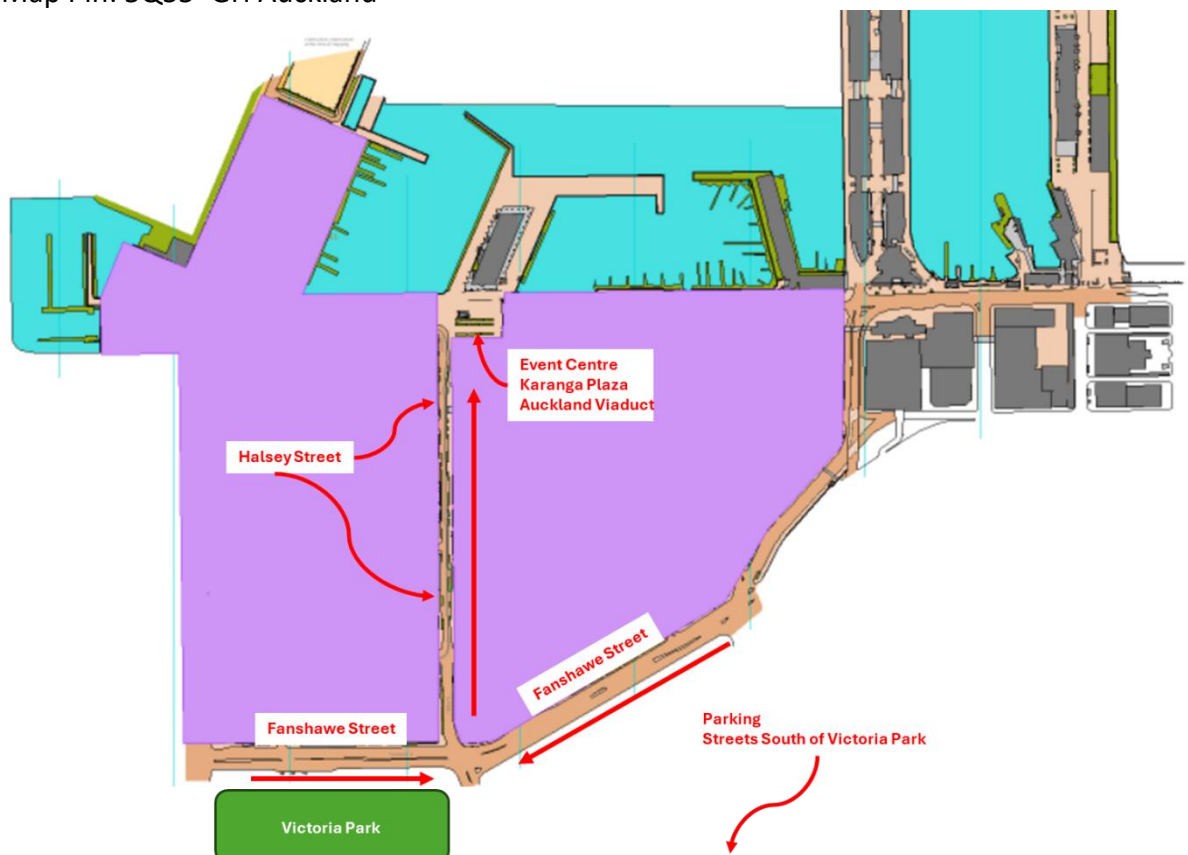 Event Centre
Karanga Plaza
Auckland Viaduct
Halsey Street
Fanshawe Street
Fanshawe Street
Parking
Streets South of Victoria Park
Victoria Park